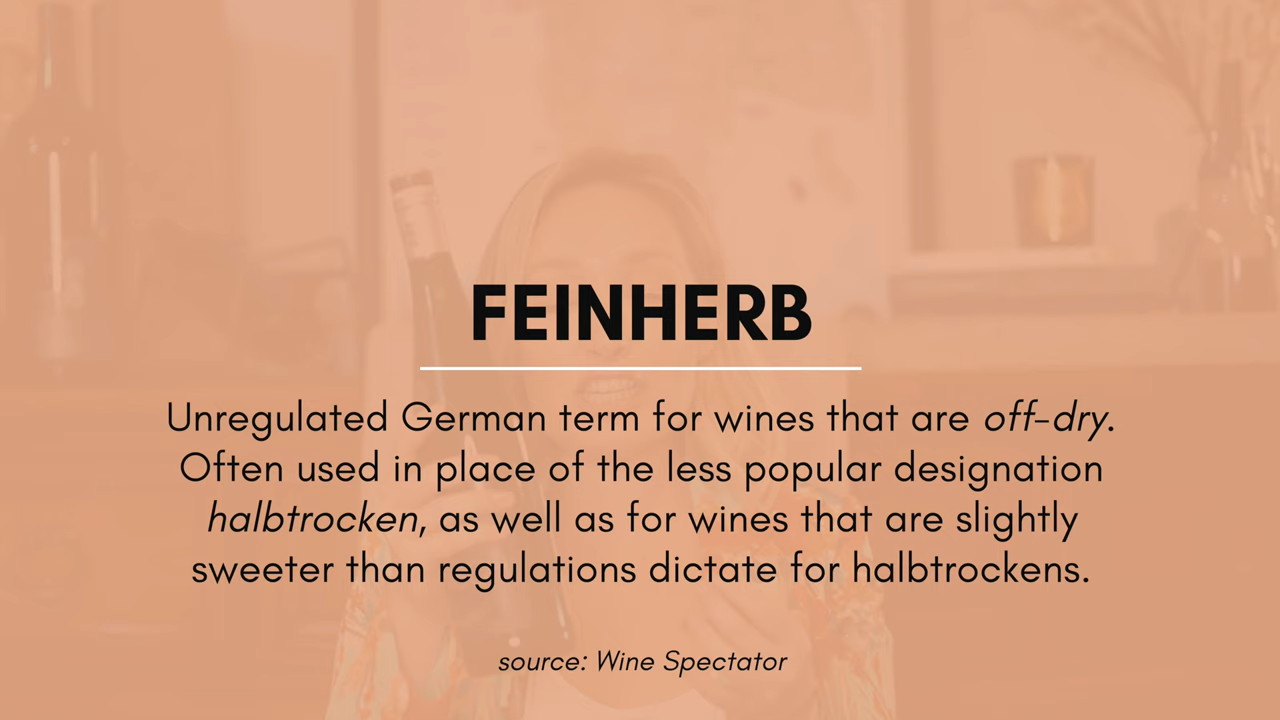 FEINHERB
Unregulated German term for wines that are off-dry.
Often used in place of the less popular designation
halbtrocken, as well as for wines that are slightly
sweeter than regulations dictate for halbtrockens.
source: Wine Spectator